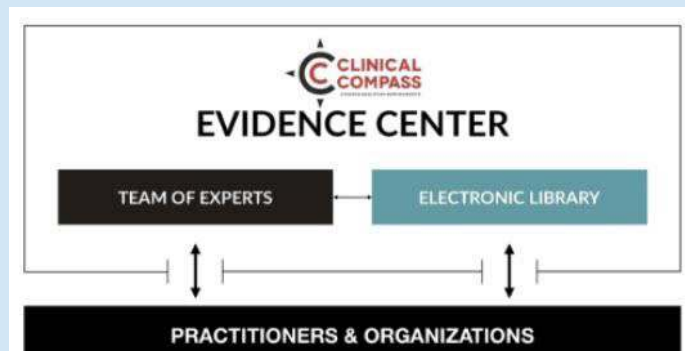 CLINICAL
COMPASS
EVIDENCE CENTER
TEAM OF EXPERTS
ELECTRONIC LIBRARY
PRACTITIONERS & ORGANIZATIONS